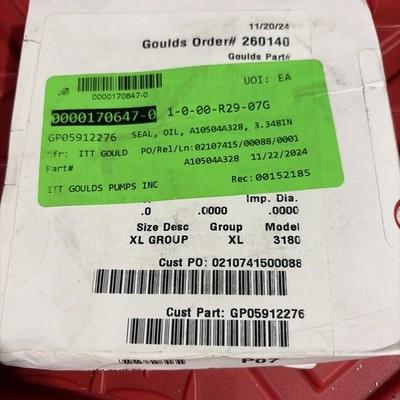 11/20/24
Goulds Order# 260140
Goulds Part#
UOI: EA
0000170647-0
0000170647-0 1-0-00-R29-07G
GP05912276 SEAL, OIL, A10504A328, 3.348IN
Mfr: ITT GOULD PO/Rel/Ln:02107415/00088/0001
Part# A10504A328 11/22/2024
ITT GOULDS PUMPS INC Rec: 00152185
Imp. Dia.
.0 .0000 .0000
Size Desc Group Model
XL GROUP XL 3180
Cust PO: 0210741500088
Cust Part: GP05912276
P07